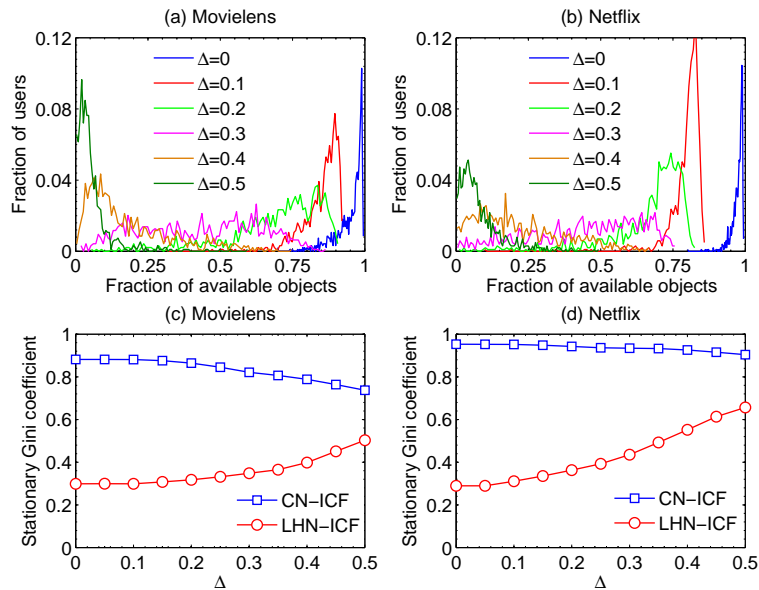 (a) Movielens
0.12
0.08
0.04
0
Fraction of users
Δ=0
Δ=0.1
Δ=0.2
Δ=0.3
Δ=0.4
Δ=0.5
0 0.25 0.5 0.75 1
Fraction of available objects
(b) Netflix
0.12
0.08
0.04
0
Fraction of users
Δ=0
Δ=0.1
Δ=0.2
Δ=0.3
Δ=0.4
Δ=0.5
0 0.25 0.5 0.75 1
Fraction of available objects
(c) Movielens
1
0.8
0.6
0.4
0.2
0
Stationary Gini coefficient
CN−ICF
LHN−ICF
0 0.1 0.2 0.3 0.4 0.5
Δ
(d) Netflix
1
0.8
0.6
0.4
0.2
0
Stationary Gini coefficient
CN−ICF
LHN−ICF
0 0.1 0.2 0.3 0.4 0.5
Δ